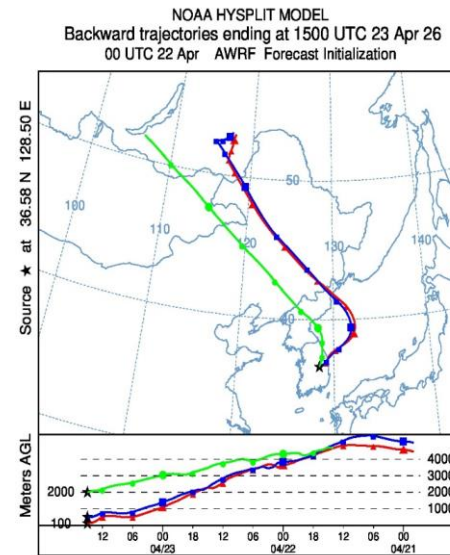 NOAA HYSPLIT MODEL
Backward trajectories ending at 1500 UTC 23 Apr 26
00 UTC 22 Apr AWRF Forecast Initialization
Source ★ at 36.58 N 128.50 E
50
100
110
120
130
140
40
Meters AGL
2000
100
4000
3000
2000
1000
12 06 00 18 12 06 00 18 12 06 00
04/23 04/22 04/21